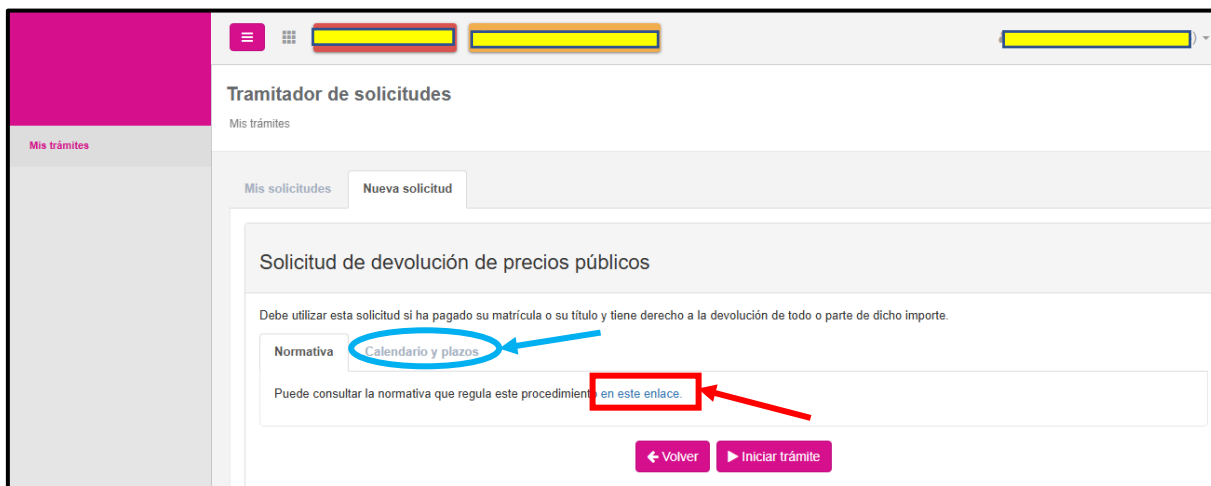 Tramitador de solicitudes
Mis trámites
Mis trámites
Mis solicitudes Nueva solicitud
Solicitud de devolución de precios públicos
Debe utilizar esta solicitud si ha pagado su matrícula o su título y tiene derecho a la devolución de todo o parte de dicho importe.
Normativa Calendario y plazos
Puede consultar la normativa que regula este procedimiento en este enlace.
Volver Iniciar trámite